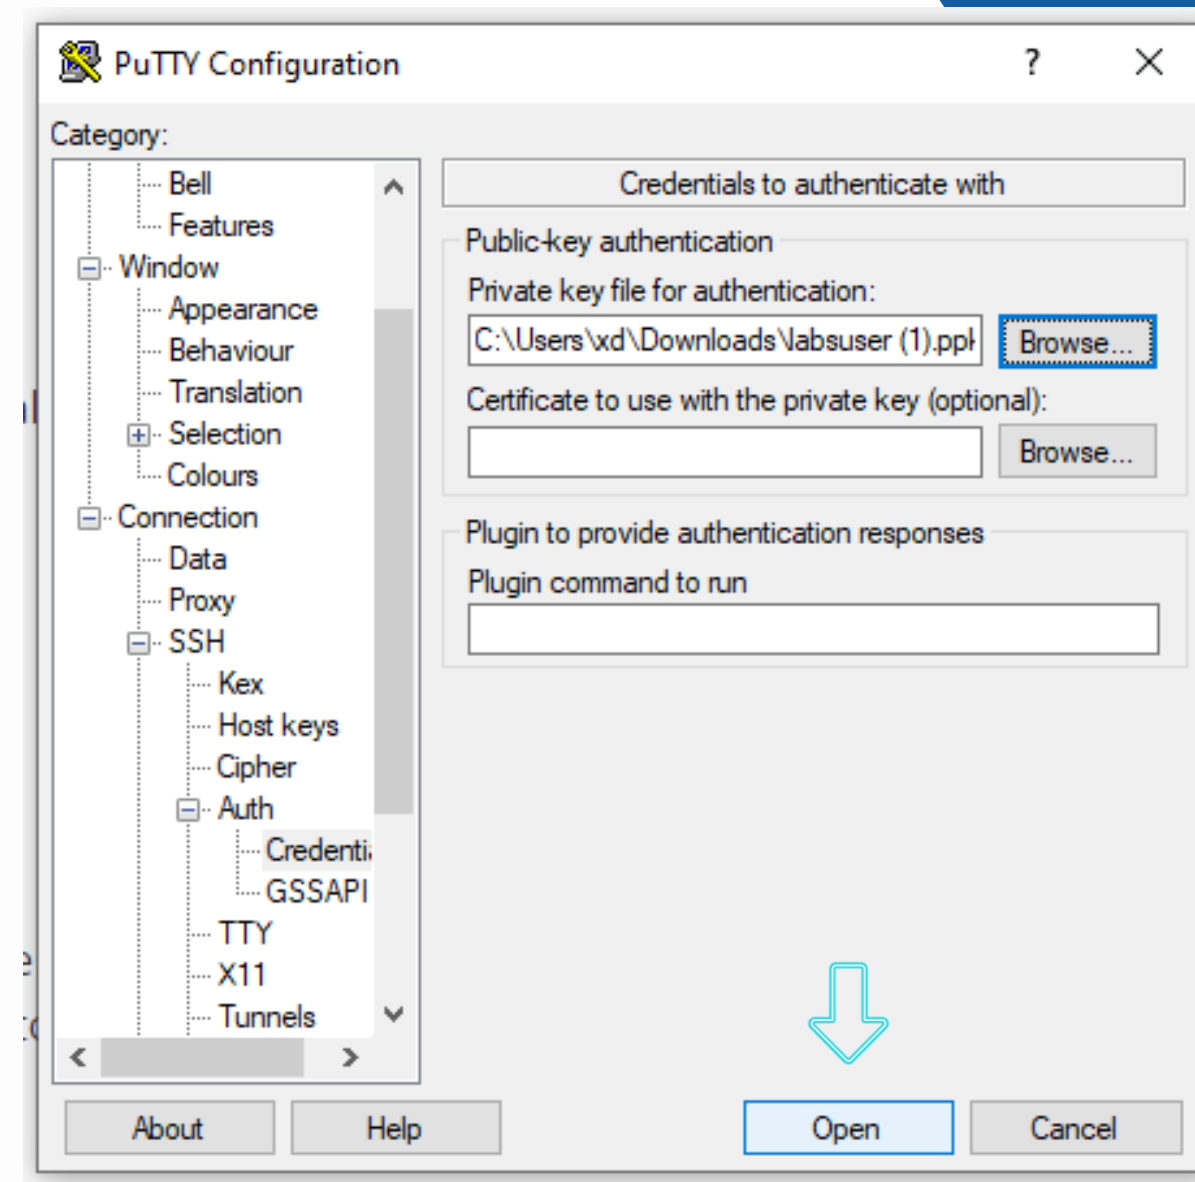 PuTTY Configuration
?
Category:
Bell
Features
Window
Appearance
Behaviour
Translation
Selection
Colours
Connection
Data
Proxy
SSH
Kex
Host keys
Cipher
Auth
Credenti
GSSAPI
TTY
X11
Tunnels
Credentials to authenticate with
Public-key authentication
Private key file for authentication:
C:\Users\xd\Downloads\labsuser (1).ppk
Browse...
Certificate to use with the private key (optional):
Browse...
Plugin to provide authentication responses
Plugin command to run
About
Help
Open
Cancel